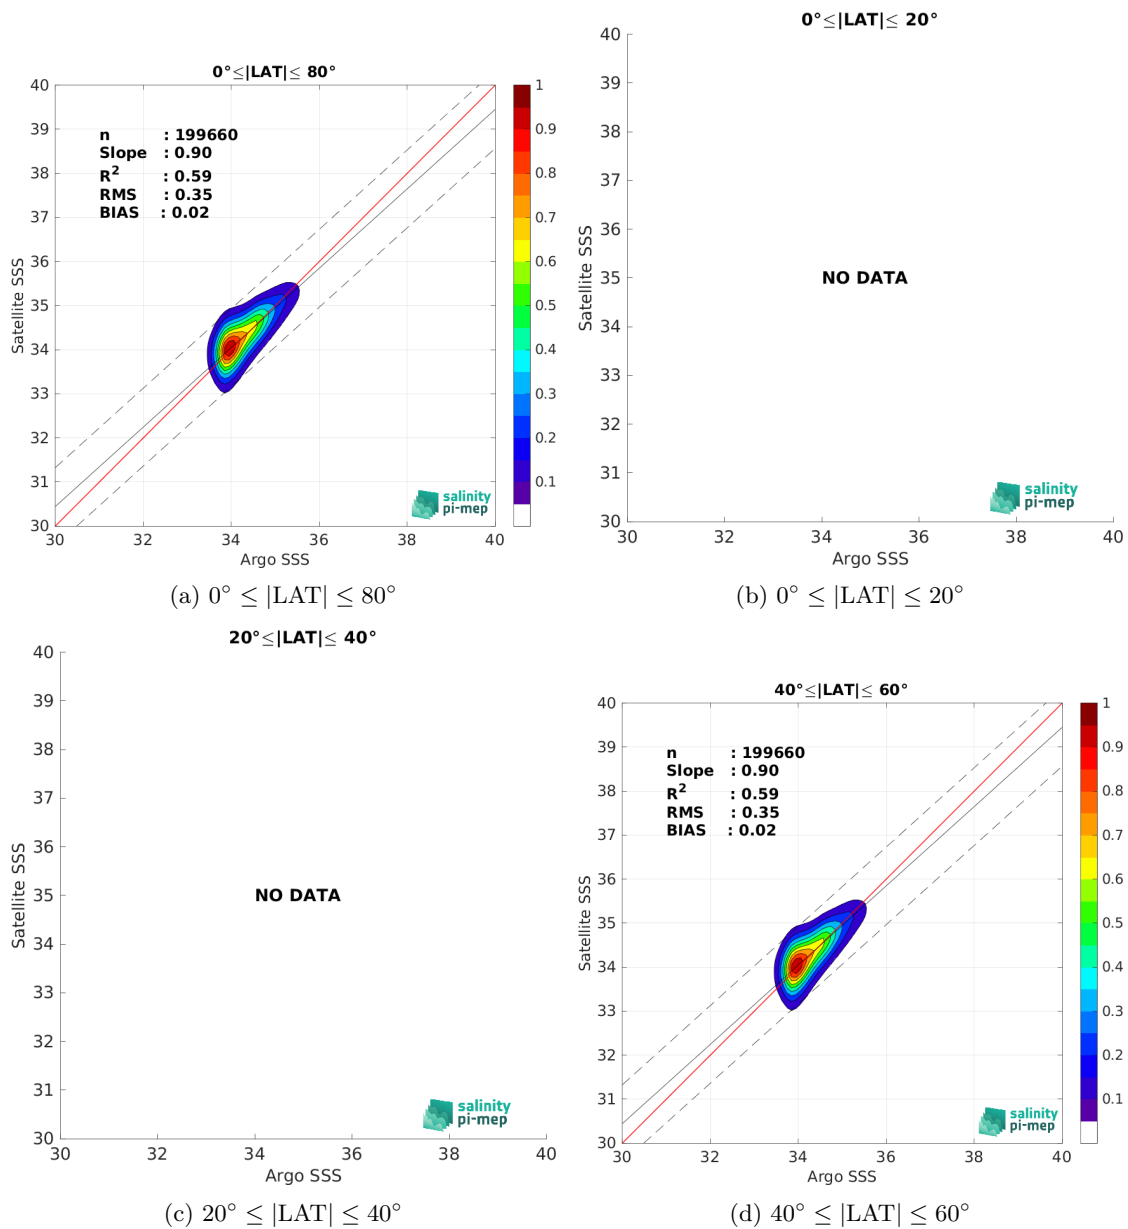 0°≤|LAT|≤ 80°
40
39
38
37
36
35
34
33
32
31
30
Satellite SSS
n : 199660
Slope : 0.90
R² : 0.59
RMS : 0.35
BIAS : 0.02
1
0.9
0.8
0.7
0.6
0.5
0.4
0.3
0.2
0.1
salinity
pi-mep
30 32 34 36 38 40
Argo SSS
(a) 0° ≤ |LAT| ≤ 80°
0°≤|LAT|≤ 20°
40
39
38
37
36
35
34
33
32
31
30
Satellite SSS
NO DATA
salinity
pi-mep
30 32 34 36 38 40
Argo SSS
(b) 0° ≤ |LAT| ≤ 20°
20°≤|LAT|≤ 40°
40
39
38
37
36
35
34
33
32
31
30
Satellite SSS
NO DATA
salinity
pi-mep
30 32 34 36 38 40
Argo SSS
(c) 20° ≤ |LAT| ≤ 40°
40°≤|LAT|≤ 60°
40
39
38
37
36
35
34
33
32
31
30
Satellite SSS
n : 199660
Slope : 0.90
R² : 0.59
RMS : 0.35
BIAS : 0.02
1
0.9
0.8
0.7
0.6
0.5
0.4
0.3
0.2
0.1
salinity
pi-mep
30 32 34 36 38 40
Argo SSS
(d) 40° ≤ |LAT| ≤ 60°